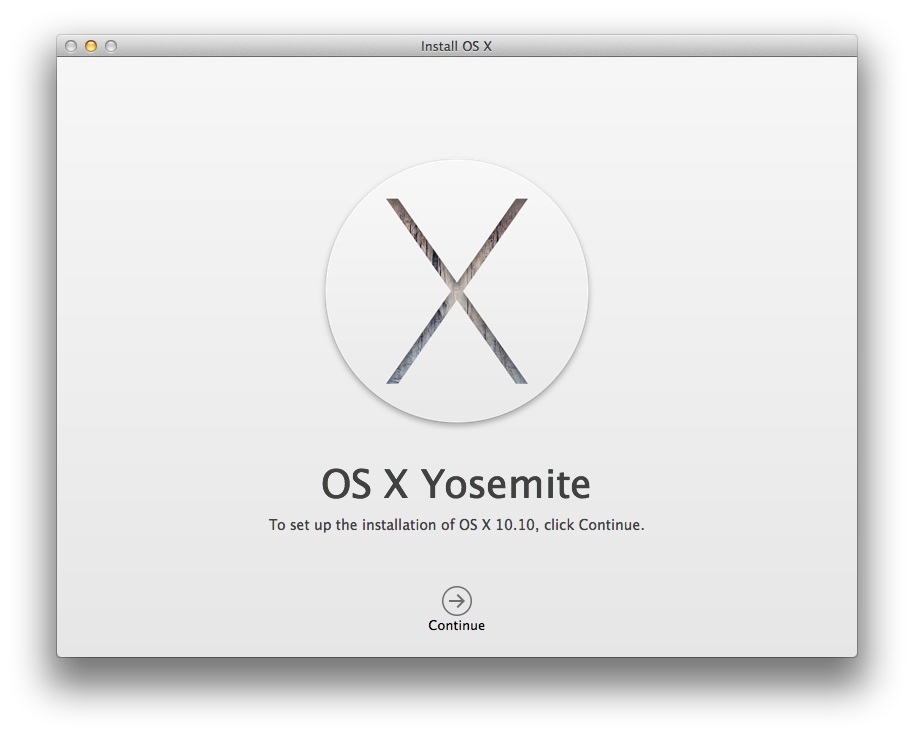 Install OS X
OS X Yosemite
To set up the installation of OS X 10.10, click Continue.
Continue